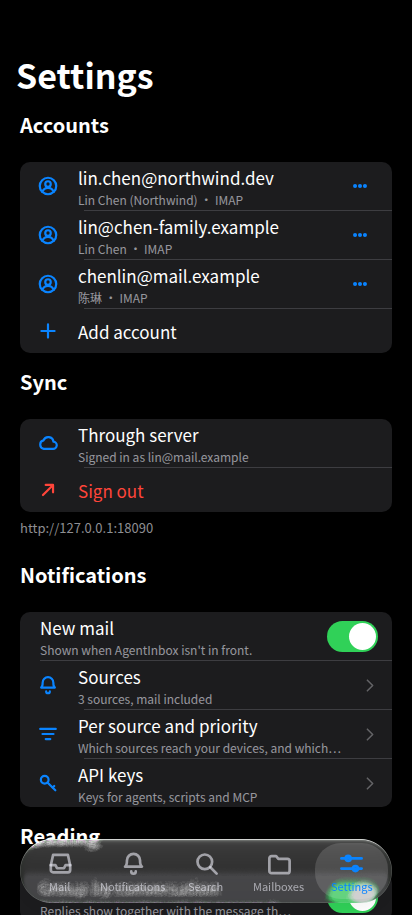 Settings
Accounts
lin.chen@northwind.dev
Lin Chen (Northwind) • IMAP
lin@chen-family.example
Lin Chen • IMAP
chenlin@mail.example
陈琳 • IMAP
Add account
Sync
Through server
Signed in as lin@mail.example
Sign out
http://127.0.0.1:18090
Notifications
New mail
Shown when AgentInbox isn't in front.
Sources
3 sources, mail included
Per source and priority
Which sources reach your devices, and which…
API keys
Keys for agents, scripts and MCP
Reading
Mail Notifications Search Mailboxes Settings
Replies show together with the message th…